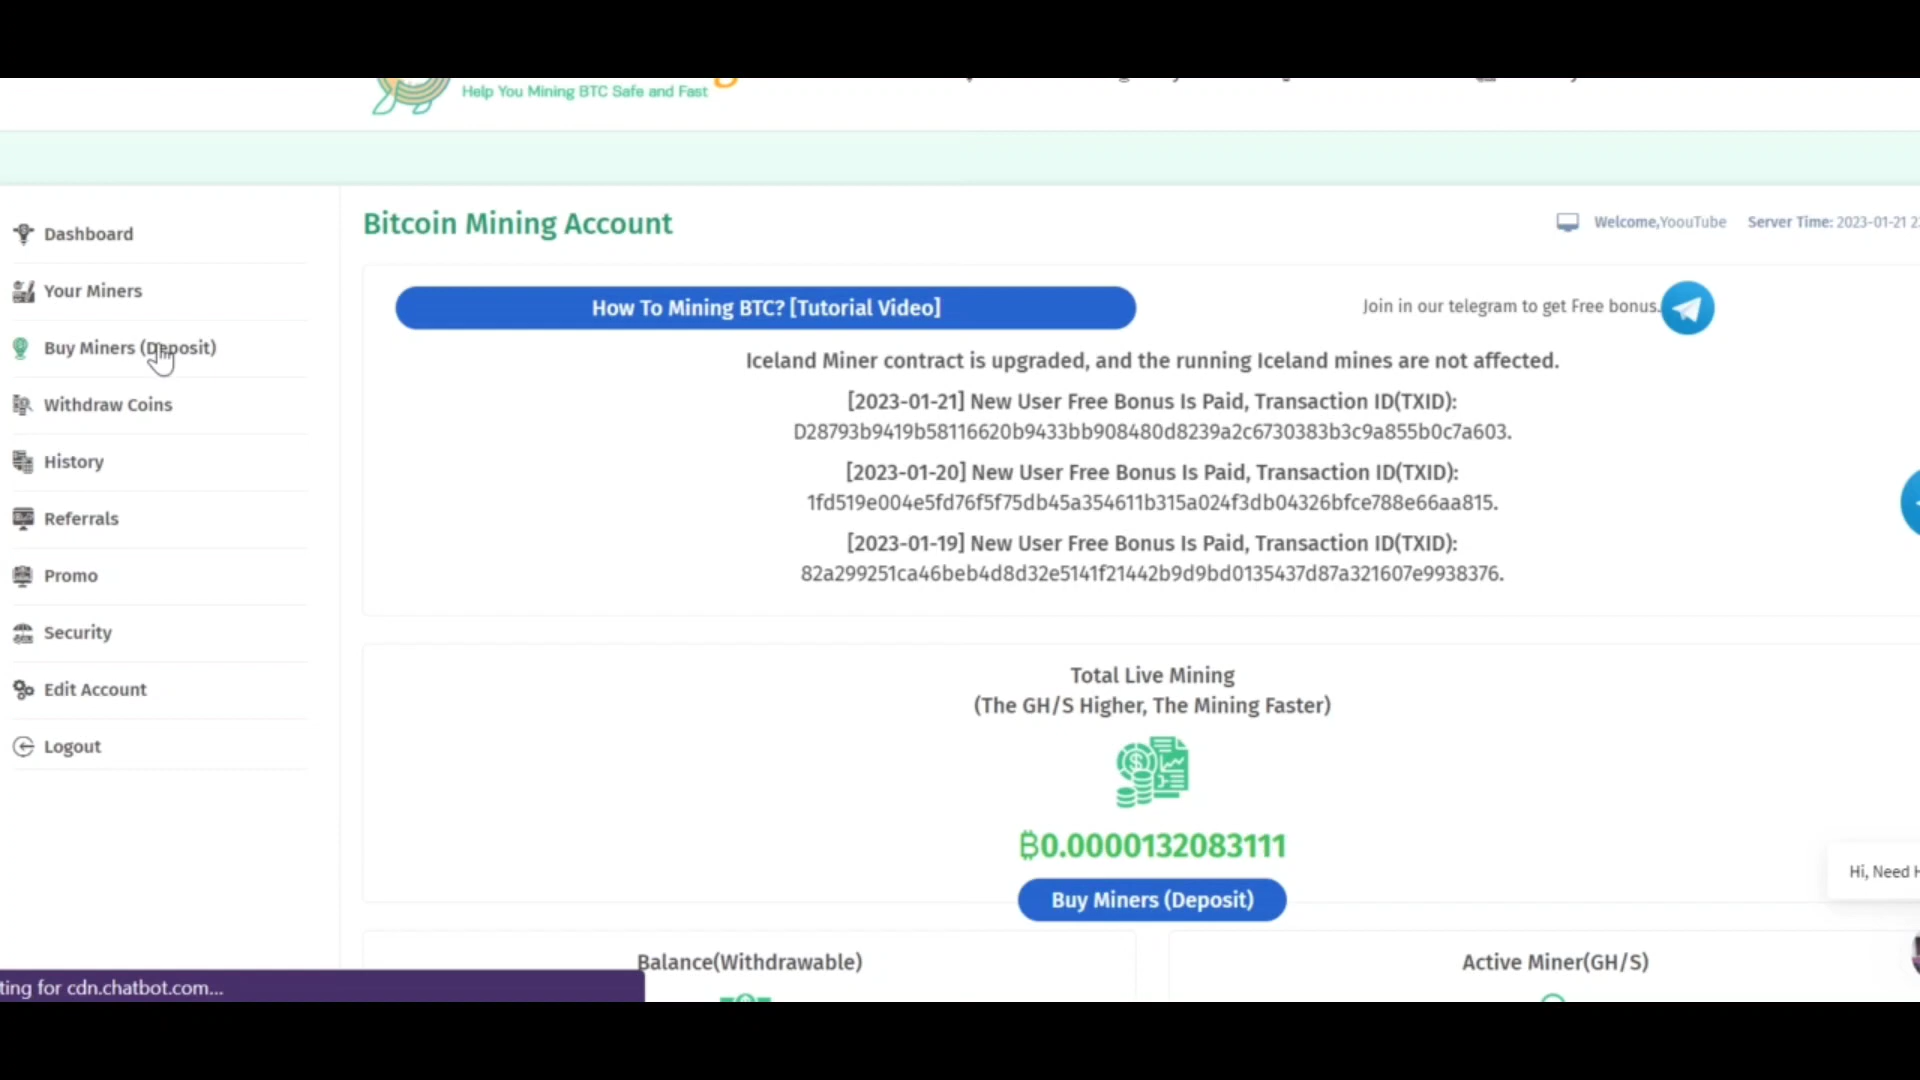 Help You Mining BTC Safe and Fast
Dashboard
Your Miners
Buy Miners (Deposit)
Withdraw Coins
History
Referrals
Promo
Security
Edit Account
Logout
Bitcoin Mining Account
Welcome,YoouTube
Server Time: 2023-01-21 2
How To Mining BTC? [Tutorial Video]
Join in our telegram to get Free bonus.
Iceland Miner contract is upgraded, and the running Iceland mines are not affected.
[2023-01-21] New User Free Bonus Is Paid, Transaction ID(TXID):
D28793b9419b58116620b9433bb908480d8239a2c6730383b3c9a855b0c7a603.
[2023-01-20] New User Free Bonus Is Paid, Transaction ID(TXID):
1fd519e004e5fd76f5f75db45a354611b315a024f3db04326bfce788e66aa815.
[2023-01-19] New User Free Bonus Is Paid, Transaction ID(TXID):
82a299251ca46beb4d8d32e5141f21442b9d9bd0135437d87a321607e9938376.
Total Live Mining
(The GH/S Higher, The Mining Faster)
₿0.0000132083111
Buy Miners (Deposit)
Hi, Need H
Balance(Withdrawable)
Active Miner(GH/S)
ting for cdn.chatbot.com...